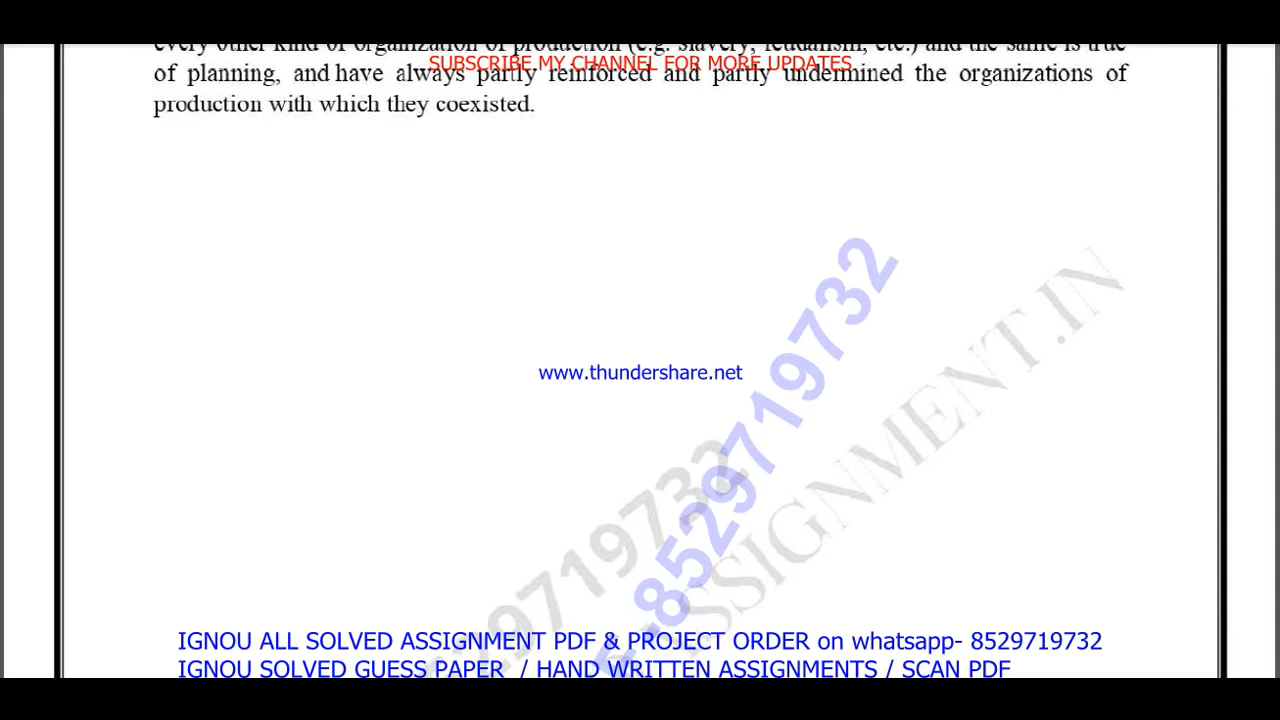 every other kind of organization of production (e.g. slavery, feudalism, etc.) and the same is true
SUBSCRIBE MY CHANNEL FOR MORE UPDATES
of planning, and have always partly reinforced and partly undermined the organizations of
production with which they coexisted.
www.thundershare.net
8529719732
529719732
ASSIGNMENT.IN
IGNOU ALL SOLVED ASSIGNMENT PDF & PROJECT ORDER on whatsapp- 8529719732
IGNOU SOLVED GUESS PAPER / HAND WRITTEN ASSIGNMENTS / SCAN PDF